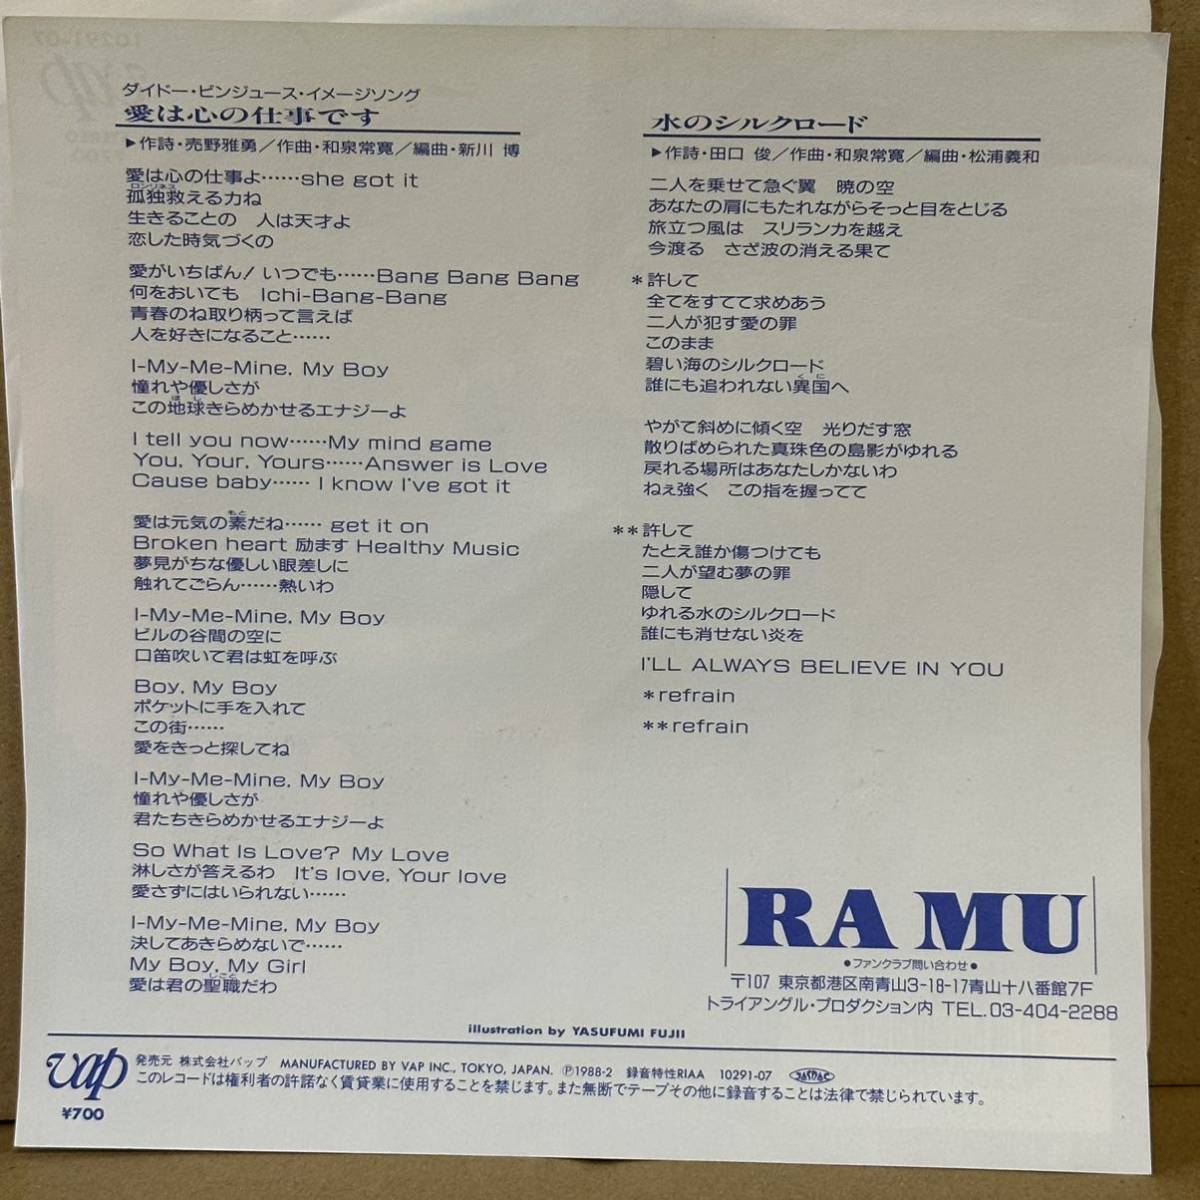 ダイドー・ビンジュース・イメージソング
愛は心の仕事です
▶作詩・売野雅勇／作曲・和泉常寛／編曲・新川 博
愛は心の仕事よ……she got it
孤独救える力ね
ロンリネス
生きることの　人は天才よ
恋した時気づくの
愛がいちばん！いつでも……Bang Bang Bang
何をおいても　Ichi-Bang-Bang
青春のね取り柄って言えば
人を好きになること……
I-My-Me-Mine, My Boy
憧れや優しさが
この地球きらめかせるエナジーよ
ほし
I tell you now……My mind game
You, Your, Yours……Answer is Love
Cause baby…… I know I've got it
愛は元気の素だね…… get it on
もと
Broken heart 励ます Healthy Music
夢見がちな優しい眼差しに
触れてごらん……熱いわ
I-My-Me-Mine, My Boy
ビルの谷間の空に
口笛吹いて君は虹を呼ぶ
Boy, My Boy
ポケットに手を入れて
この街……
愛をきっと探してね
I-My-Me-Mine, My Boy
憧れや優しさが
君たちきらめかせるエナジーよ
So What Is Love? My Love
淋しさが答えるわ　It's love, Your love
愛さずにはいられない……
I-My-Me-Mine, My Boy
決してあきらめないで……
My Boy, My Girl
愛は君の聖職だわ
しごと
水のシルクロード
▶作詩・田口 俊／作曲・和泉常寛／編曲・松浦義和
二人を乗せて急ぐ翼　暁の空
あなたの肩にもたれながらそっと目をとじる
旅立つ風は　スリランカを越え
今渡る　さざ波の消える果て
＊許して
全てをすてて求めあう
二人が犯す愛の罪
このまま
碧い海のシルクロード
誰にも追われない異国へ
くに
やがて斜めに傾く空　光りだす窓
散りばめられた真珠色の島影がゆれる
戻れる場所はあなたしかないわ
ねぇ強く　この指を握ってて
＊＊許して
たとえ誰か傷つけても
二人が望む夢の罪
隠して
ゆれる水のシルクロード
誰にも消せない炎を
I'LL ALWAYS BELIEVE IN YOU
＊refrain
＊＊refrain
RA MU
●ファンクラブ問い合わせ●
〒107 東京都港区南青山3-18-17青山十八番館7F
トライアングル・プロダクション内 TEL.03-404-2288
illustration by YASUFUMI FUJII
vap
発売元 株式会社バップ　MANUFACTURED BY VAP INC., TOKYO, JAPAN. Ⓟ1988・2　録音特性RIAA　10291-07　JASRAC
このレコードは権利者の許諾なく賃貸業に使用することを禁じます。また無断でテープその他に録音することは法律で禁じられています。
¥700
10291-07
vap
¥700